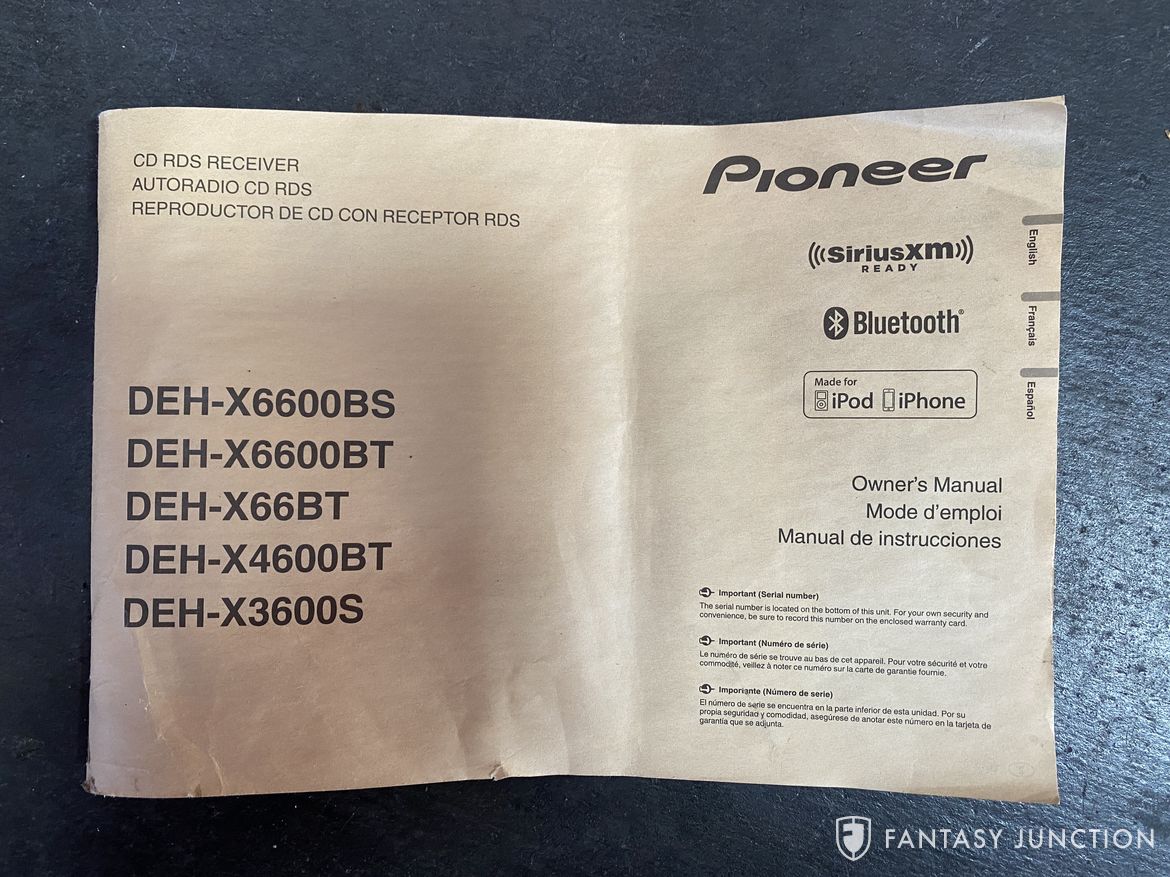 CD RDS RECEIVER
AUTORADIO CD RDS
REPRODUCTOR DE CD CON RECEPTOR RDS
DEH-X6600BS
DEH-X6600BT
DEH-X66BT
DEH-X4600BT
DEH-X3600S
Pioneer
SiriusXM
READY
Bluetooth®
Made for
iPod iPhone
English
Français
Español
Owner's Manual
Mode d'emploi
Manual de instrucciones
Important (Serial number)
The serial number is located on the bottom of this unit. For your own security and
convenience, be sure to record this number on the enclosed warranty card.
Important (Numéro de série)
Le numéro de série se trouve au bas de cet appareil. Pour votre sécurité et votre
commodité, veillez à noter ce numéro sur la carte de garantie fournie.
Importante (Número de serie)
El número de serie se encuentra en la parte inferior de esta unidad. Por su
propia seguridad y comodidad, asegúrese de anotar este número en la tarjeta de
garantía que se adjunta.
FANTASY JUNCTION